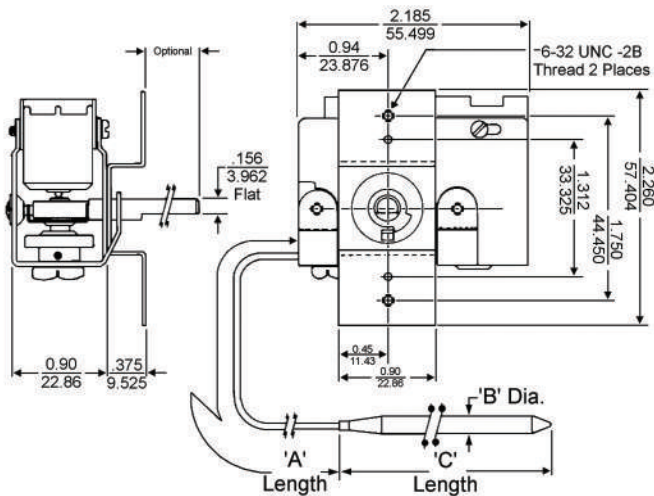 2.185
55.499
Optional
0.94
23.876
-6-32 UNC -2B
Thread 2 Places
.156
3.962
Flat
1.312
33.325
1.750
44.450
2.260
57.404
0.90
22.86
.375
9.525
0.45
11.43
0.90
22.86
'B' Dia.
'A'
Length
'C'
Length